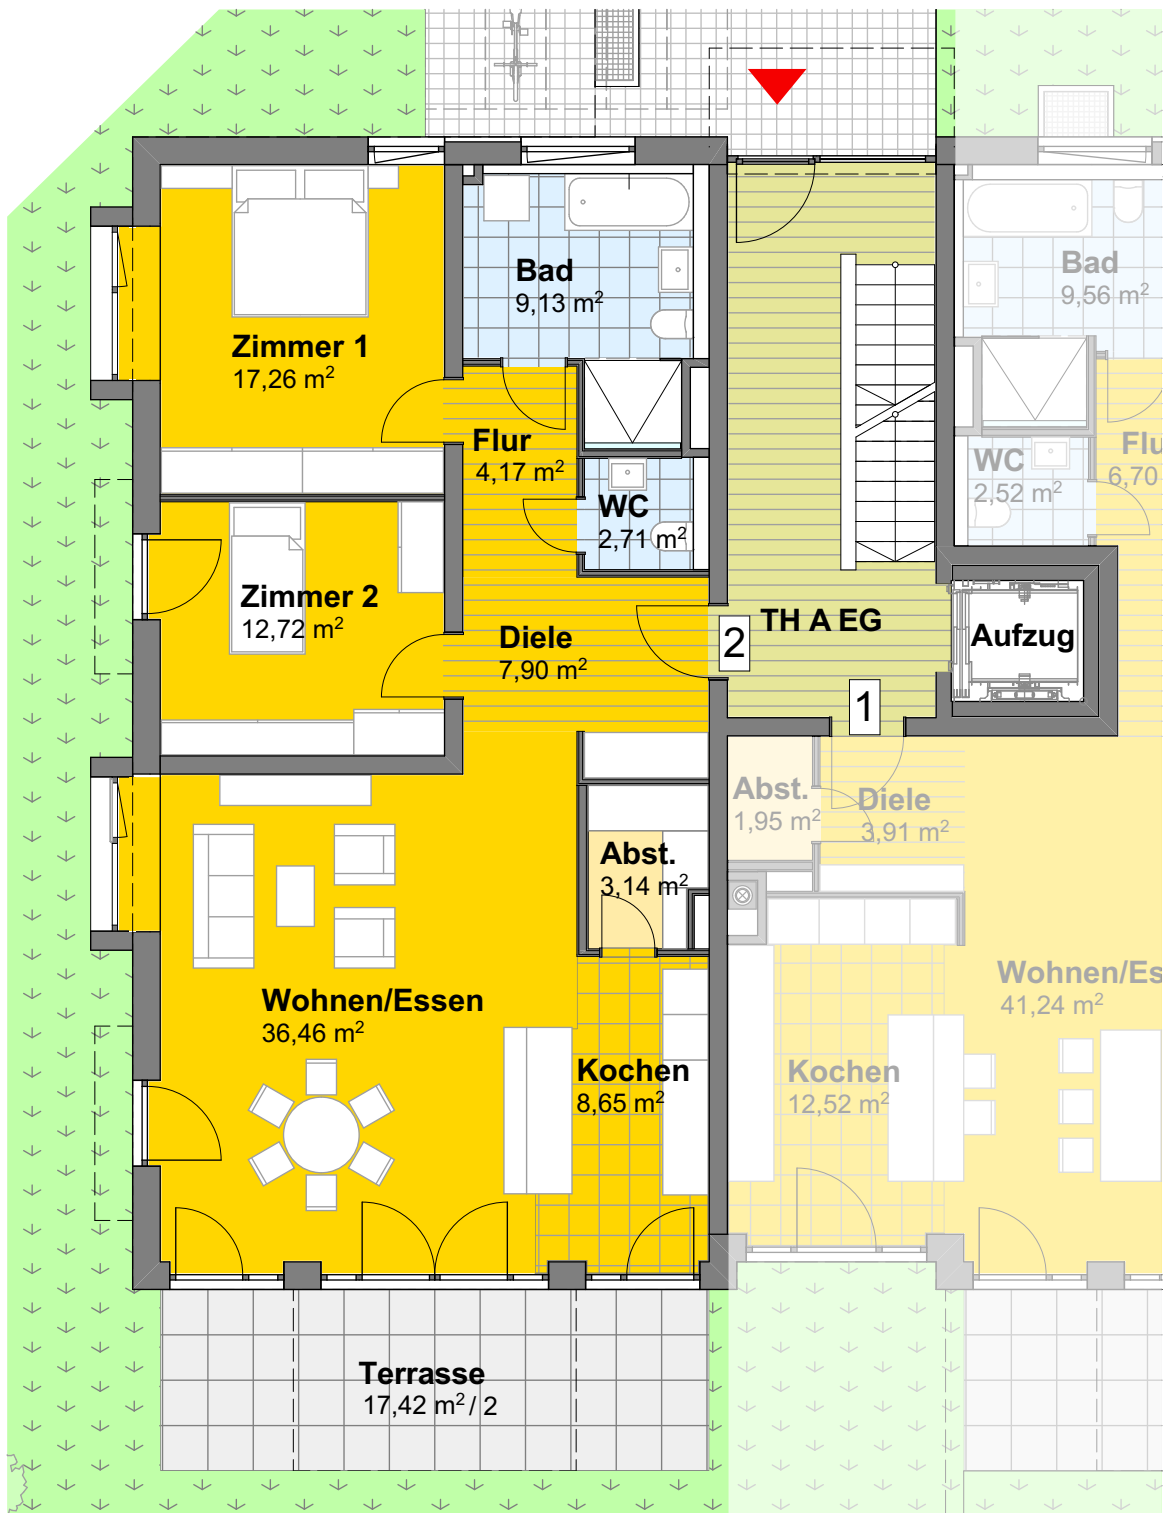 Bad
9,13 m²
Zimmer 1
17,26 m²
Flur
4,17 m²
WC
2,71 m²
Zimmer 2
12,72 m²
Diele
7,90 m²
2
TH A EG
Aufzug
1
Abst.
3,14 m²
Wohnen/Essen
36,46 m²
Kochen
8,65 m²
Terrasse
17,42 m² / 2
Bad
9,56 m²
WC
2,52 m²
Flu
6,70
Abst.
1,95 m²
Diele
3,91 m²
Wohnen/Es
41,24 m²
Kochen
12,52 m²